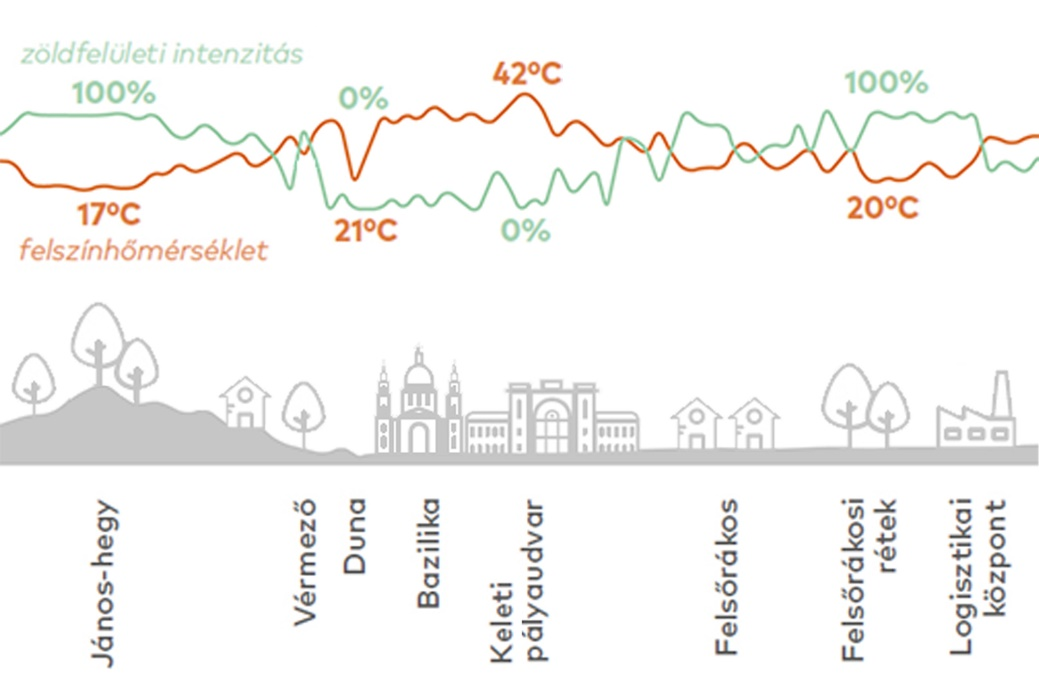 zöldfelületi intenzitás
100%
0%
42°C
100%
17°C
21°C
0%
20°C
felszínhőmérséklet
János-hegy
Vérmező
Duna
Bazilika
Keleti
pályaudvar
Felsőrákos
Felsőrákosi
rétek
Logisztikai
központ